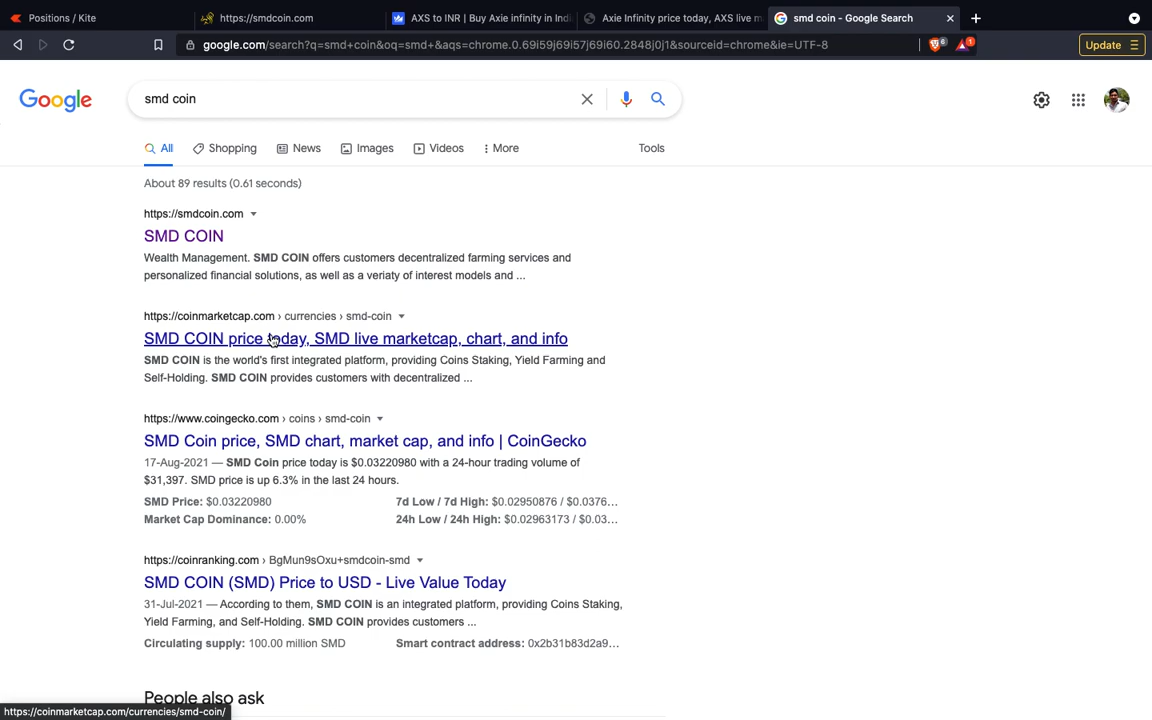 Positions / Kite
https://smdcoin.com
AXS to INR | Buy Axie infinity in Indi
Axie Infinity price today, AXS live m
smd coin - Google Search
google.com/search?q=smd+coin&oq=smd+&aqs=chrome.0.69i59j69i57j69i60.2848j0j1&sourceid=chrome&ie=UTF-8
6
1
Update
Google
smd coin
All
Shopping
News
Images
Videos
More
Tools
About 89 results (0.61 seconds)
https://smdcoin.com
SMD COIN
Wealth Management. SMD COIN offers customers decentralized farming services and
personalized financial solutions, as well as a veriaty of interest models and ...
https://coinmarketcap.com › currencies › smd-coin
SMD COIN price today, SMD live marketcap, chart, and info
SMD COIN is the world's first integrated platform, providing Coins Staking, Yield Farming and
Self-Holding. SMD COIN provides customers with decentralized ...
https://www.coingecko.com › coins › smd-coin
SMD Coin price, SMD chart, market cap, and info | CoinGecko
17-Aug-2021 — SMD Coin price today is $0.03220980 with a 24-hour trading volume of
$31,397. SMD price is up 6.3% in the last 24 hours.
SMD Price: $0.03220980
7d Low / 7d High: $0.02950876 / $0.0376...
Market Cap Dominance: 0.00%
24h Low / 24h High: $0.02963173 / $0.03...
https://coinranking.com › BgMun9sOxu+smdcoin-smd
SMD COIN (SMD) Price to USD - Live Value Today
31-Jul-2021 — According to them, SMD COIN is an integrated platform, providing Coins Staking,
Yield Farming, and Self-Holding. SMD COIN provides customers ...
Circulating supply: 100.00 million SMD
Smart contract address: 0x2b31b83d2a9...
People also ask
https://coinmarketcap.com/currencies/smd-coin/